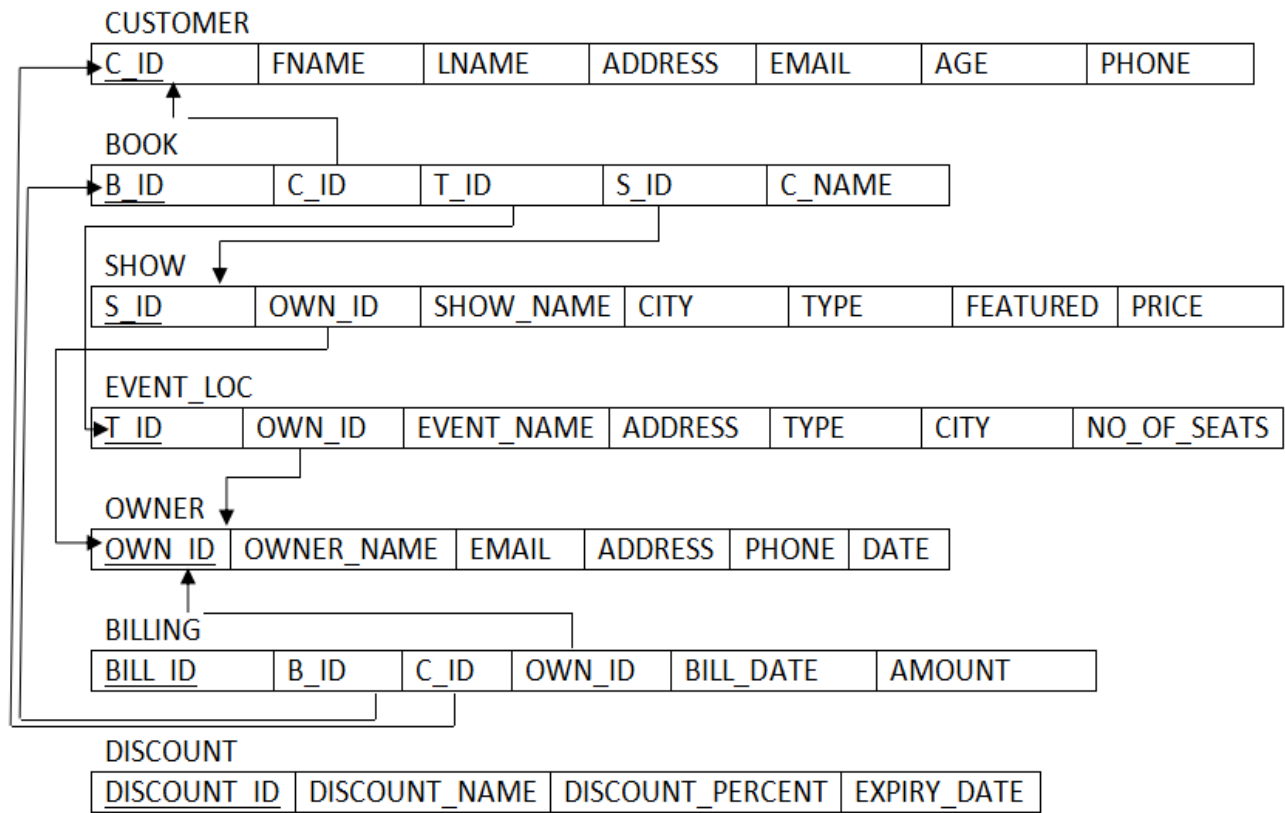 CUSTOMER
C_ID FNAME LNAME ADDRESS EMAIL AGE PHONE
BOOK
B_ID C_ID T_ID S_ID C_NAME
SHOW
S_ID OWN_ID SHOW_NAME CITY TYPE FEATURED PRICE
EVENT_LOC
T_ID OWN_ID EVENT_NAME ADDRESS TYPE CITY NO_OF_SEATS
OWNER
OWN_ID OWNER_NAME EMAIL ADDRESS PHONE DATE
BILLING
BILL_ID B_ID C_ID OWN_ID BILL_DATE AMOUNT
DISCOUNT
DISCOUNT_ID DISCOUNT_NAME DISCOUNT_PERCENT EXPIRY_DATE